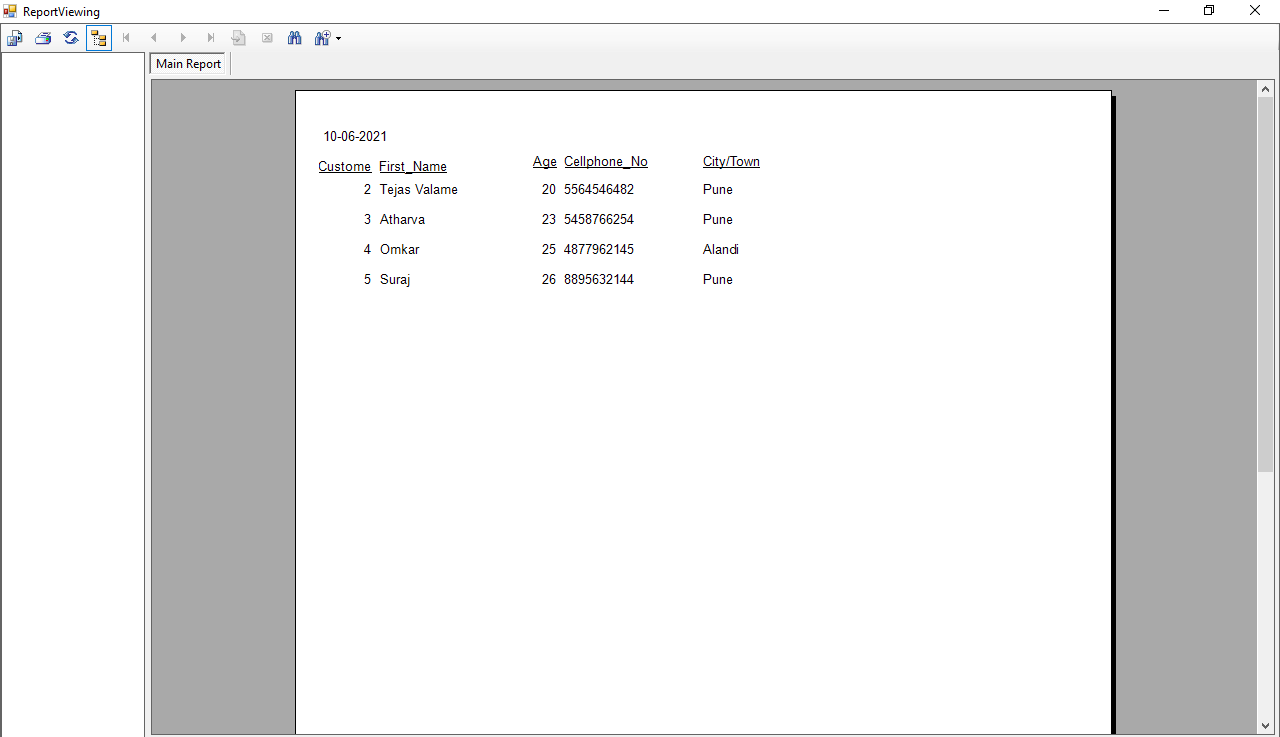 ReportViewing
Main Report
10-06-2021
Custome First_Name Age Cellphone_No City/Town
2 Tejas Valame 20 5564546482 Pune
3 Atharva 23 5458766254 Pune
4 Omkar 25 4877962145 Alandi
5 Suraj 26 8895632144 Pune